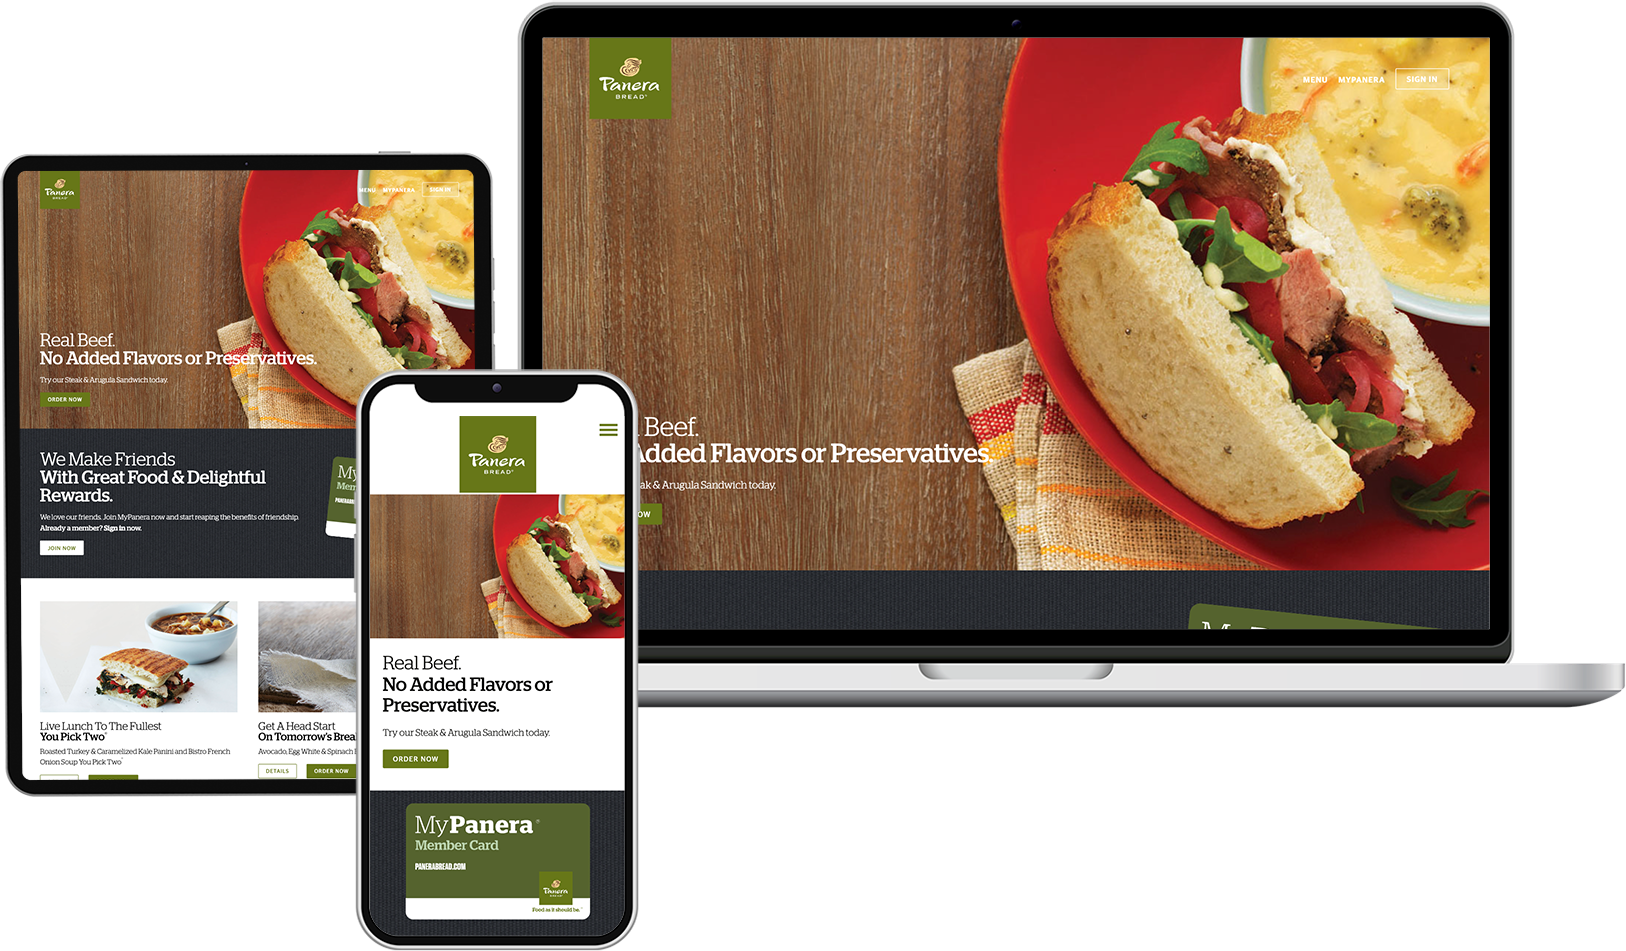 Panera
BREAD®
MENU MYPANERA SIGN IN
Real Beef.
No Added Flavors or Preservatives.
Try our Steak & Arugula Sandwich today.
ORDER NOW
We Make Friends
With Great Food & Delightful
Rewards.
We love our friends. Join MyPanera now and start reaping the benefits of friendship.
Already a member? Sign in now.
JOIN NOW
My
Mem
PANERAB
Live Lunch To The Fullest
You Pick Two
Roasted Turkey & Caramelized Kale Panini and Bistro French
Onion Soup You Pick Two
Get A Head Start
On Tomorrow's Brea
Avocado, Egg White & Spinach
DETAILS ORDER NOW
Panera
BREAD®
Real Beef.
No Added Flavors or
Preservatives.
Try our Steak & Arugula Sandwich today.
ORDER NOW
MyPanera®
Member Card
PANERABREAD.COM
Panera
BREAD®
Food as it should be.
Panera
BREAD®
MENU MYPANERA SIGN IN
Beef.
Added Flavors or Preservatives.
ak & Arugula Sandwich today.
OW